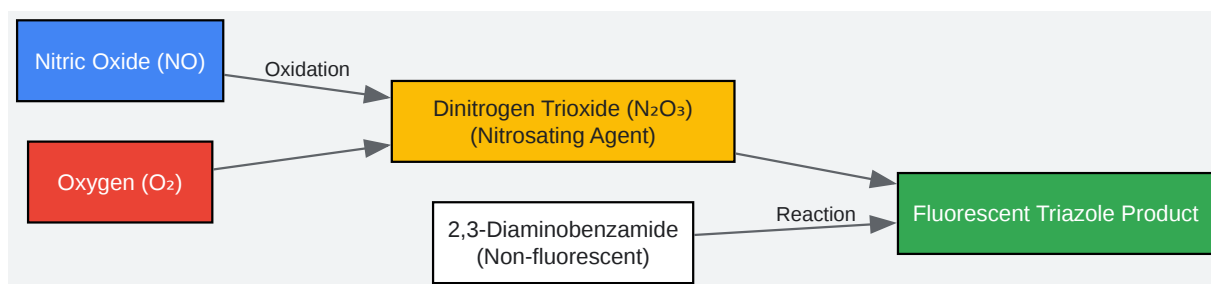 Nitric Oxide (NO)
Oxidation
Dinitrogen Trioxide (N₂O₃)
(Nitrosating Agent)
Oxygen (O₂)
2,3-Diaminobenzamide
(Non-fluorescent)
Reaction
Fluorescent Triazole Product